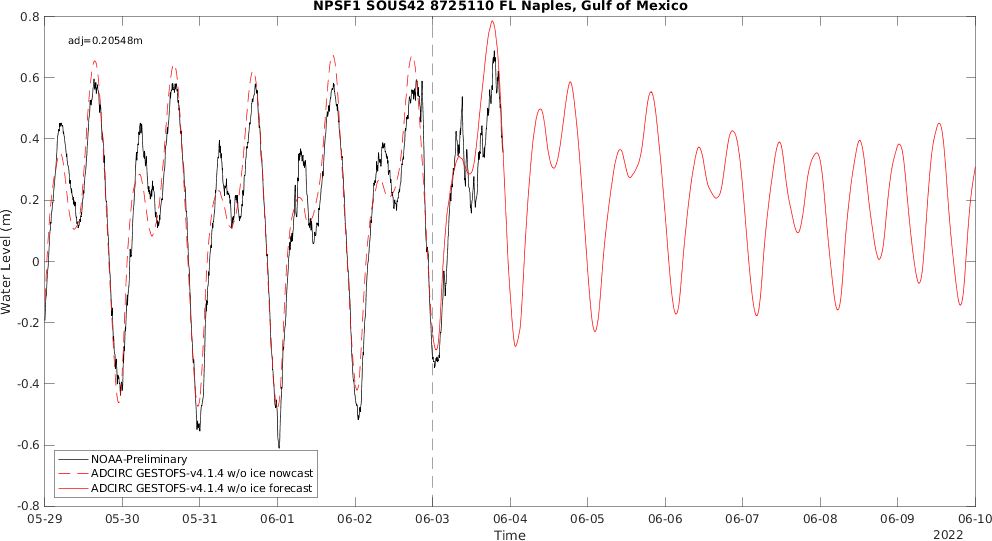 NPSF1 SOUS42 8725110 FL Naples, Gulf of Mexico
adj=0.20548m
0.8
0.6
0.4
0.2
0
-0.2
-0.4
-0.6
-0.8
Water Level (m)
NOAA-Preliminary
ADCIRC GESTOFS-v4.1.4 w/o ice nowcast
ADCIRC GESTOFS-v4.1.4 w/o ice forecast
05-29 05-30 05-31 06-01 06-02 06-03 06-04 06-05 06-06 06-07 06-08 06-09 06-10
Time
2022